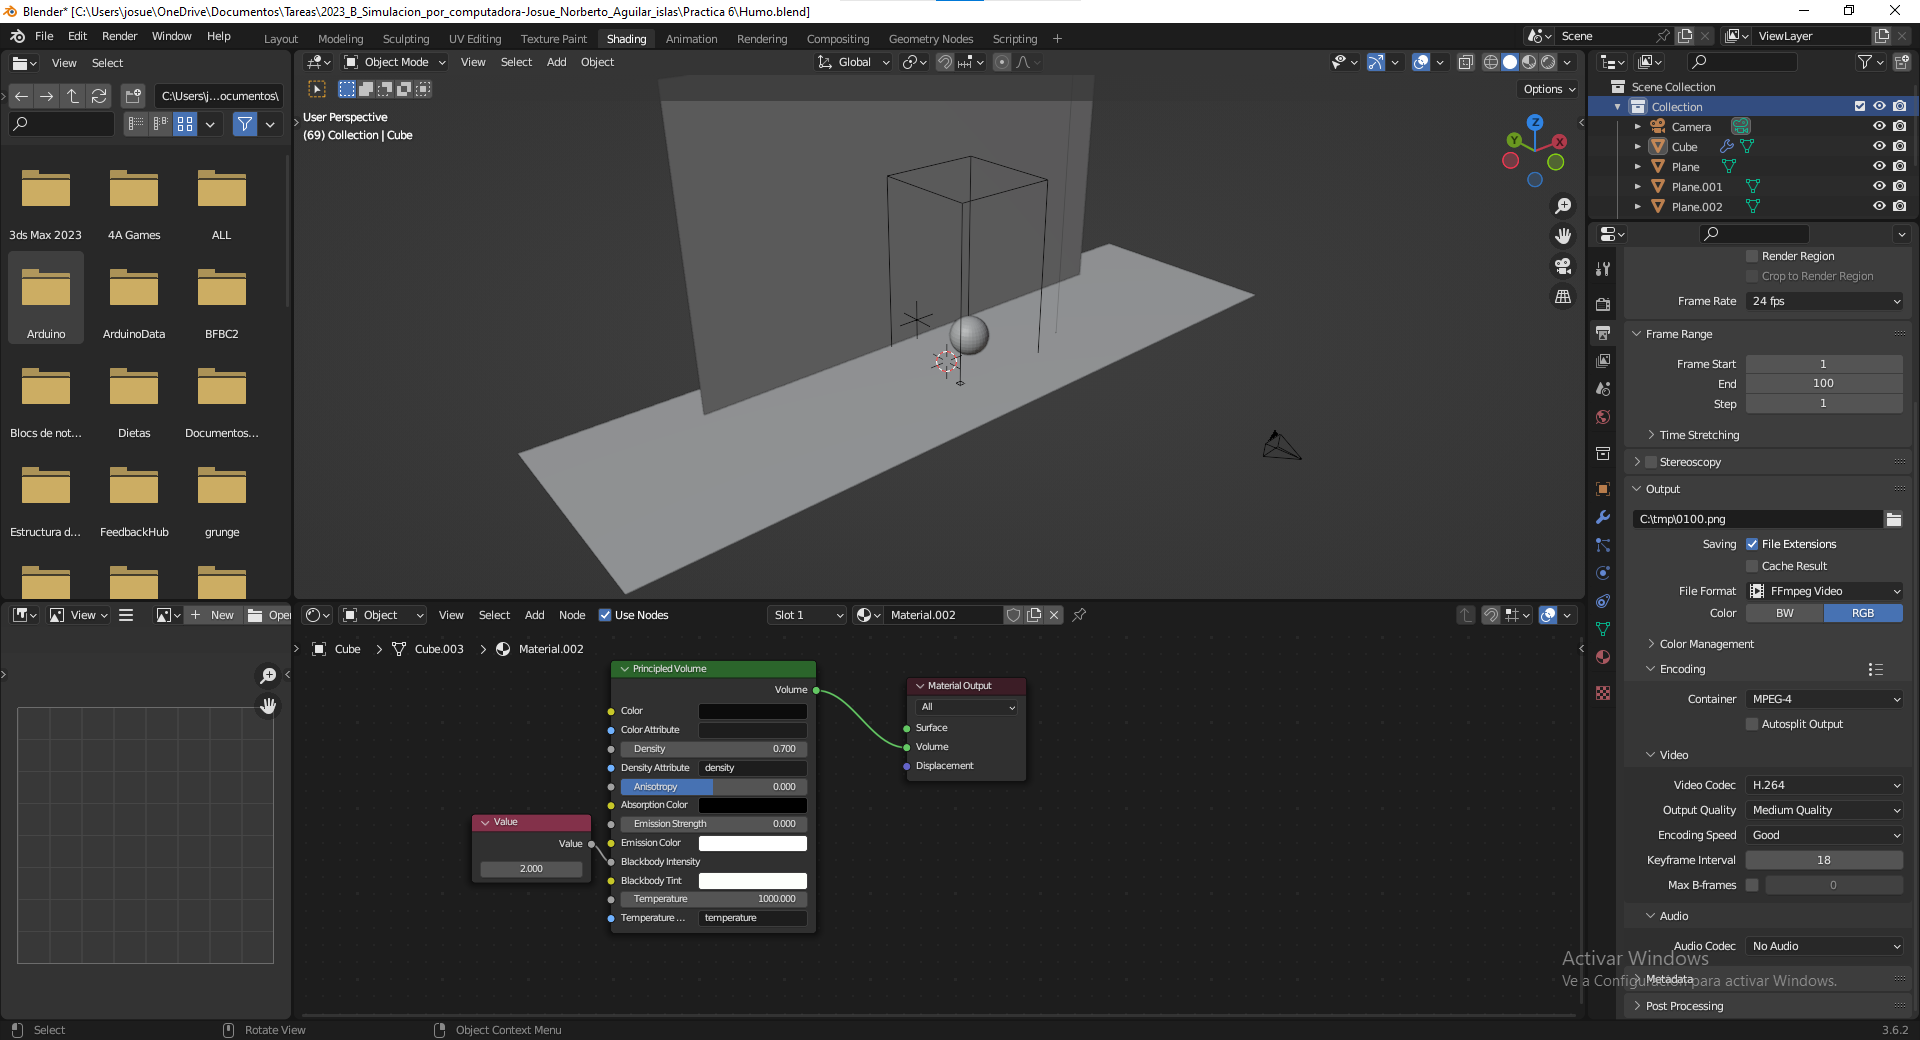 Blender* [C:\Users\josue\OneDrive\Documentos\Tareas\2023_B_Simulacion_por_computadora-Josue_Norberto_Aguilar_islas\Practica 6\Humo.blend]
File Edit Render Window Help
Layout Modeling Sculpting UV Editing Texture Paint Shading Animation Rendering Compositing Geometry Nodes Scripting +
Scene
ViewLayer
View Select
C:\Users\j...ocumentos\
3ds Max 2023
4A Games
ALL
Arduino
ArduinoData
BFBC2
Blocs de not...
Dietas
Documentos...
Estructura d...
FeedbackHub
grunge
Object Mode View Select Add Object
Global
Options
User Perspective
(69) Collection | Cube
Z
Y
X
Scene Collection
Collection
Camera
Cube
Plane
Plane.001
Plane.002
Render Region
Crop to Render Region
Frame Rate 24 fps
Frame Range
Frame Start 1
End 100
Step 1
Time Stretching
Stereoscopy
Output
C:\tmp\0100.png
Saving File Extensions
Cache Result
File Format FFmpeg Video
Color BW RGB
Color Management
Encoding
Container MPEG-4
Autosplit Output
Video
Video Codec H.264
Output Quality Medium Quality
Encoding Speed Good
Keyframe Interval 18
Max B-frames 0
Audio
Audio Codec No Audio
Metadata
Post Processing
View
+ New
Open
Object View Select Add Node Use Nodes
Slot 1
Material.002
Cube > Cube.003 > Material.002
Principled Volume
Volume
Color
Color Attribute
Density 0.700
Density Attribute density
Anisotropy 0.000
Absorption Color
Emission Strength 0.000
Emission Color
Blackbody Intensity
Blackbody Tint
Temperature 1000.000
Temperature ... temperature
Value
Value
2.000
Material Output
All
Surface
Volume
Displacement
Activar Windows
Ve a Configuración para activar Windows.
Select
Rotate View
Object Context Menu
3.6.2